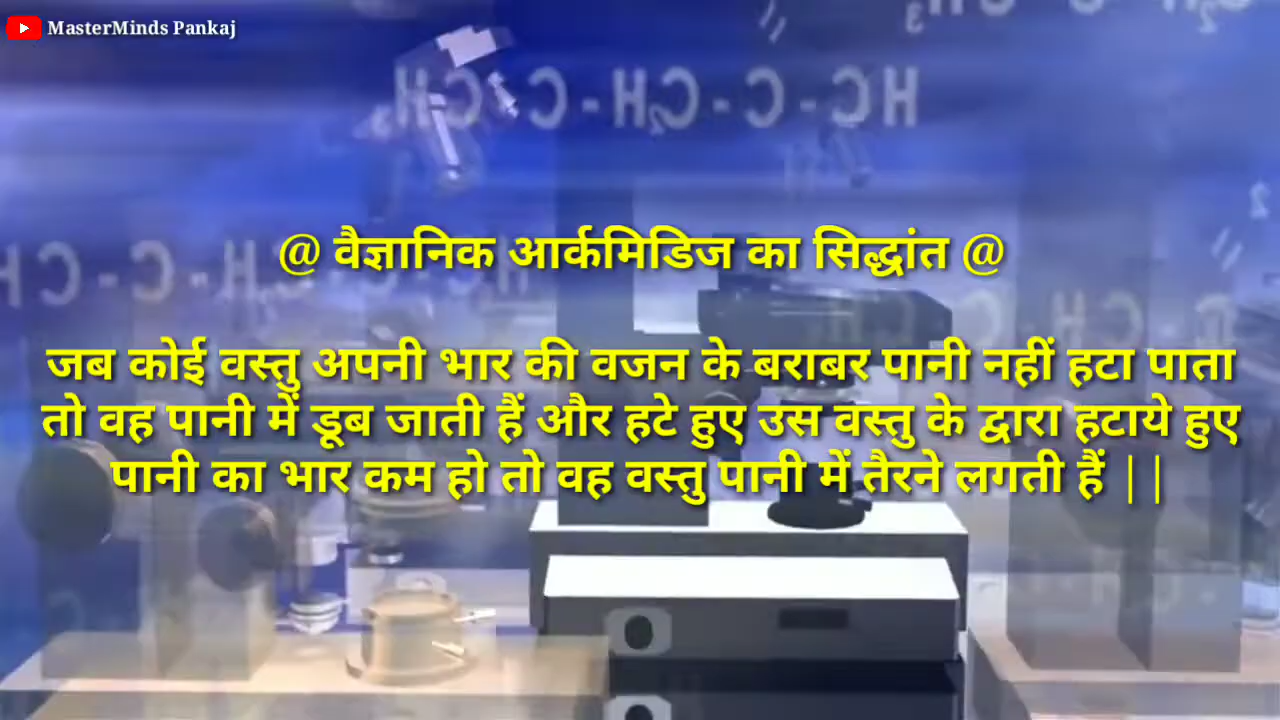 MasterMinds Pankaj
@ वैज्ञानिक आर्कमिडिज का सिद्धांत @
जब कोई वस्तु अपनी भार की वजन के बराबर पानी नहीं हटा पाता
तो वह पानी में डूब जाती हैं और हटे हुए उस वस्तु के द्वारा हटाये हुए
पानी का भार कम हो तो वह वस्तु पानी में तैरने लगती हैं ||